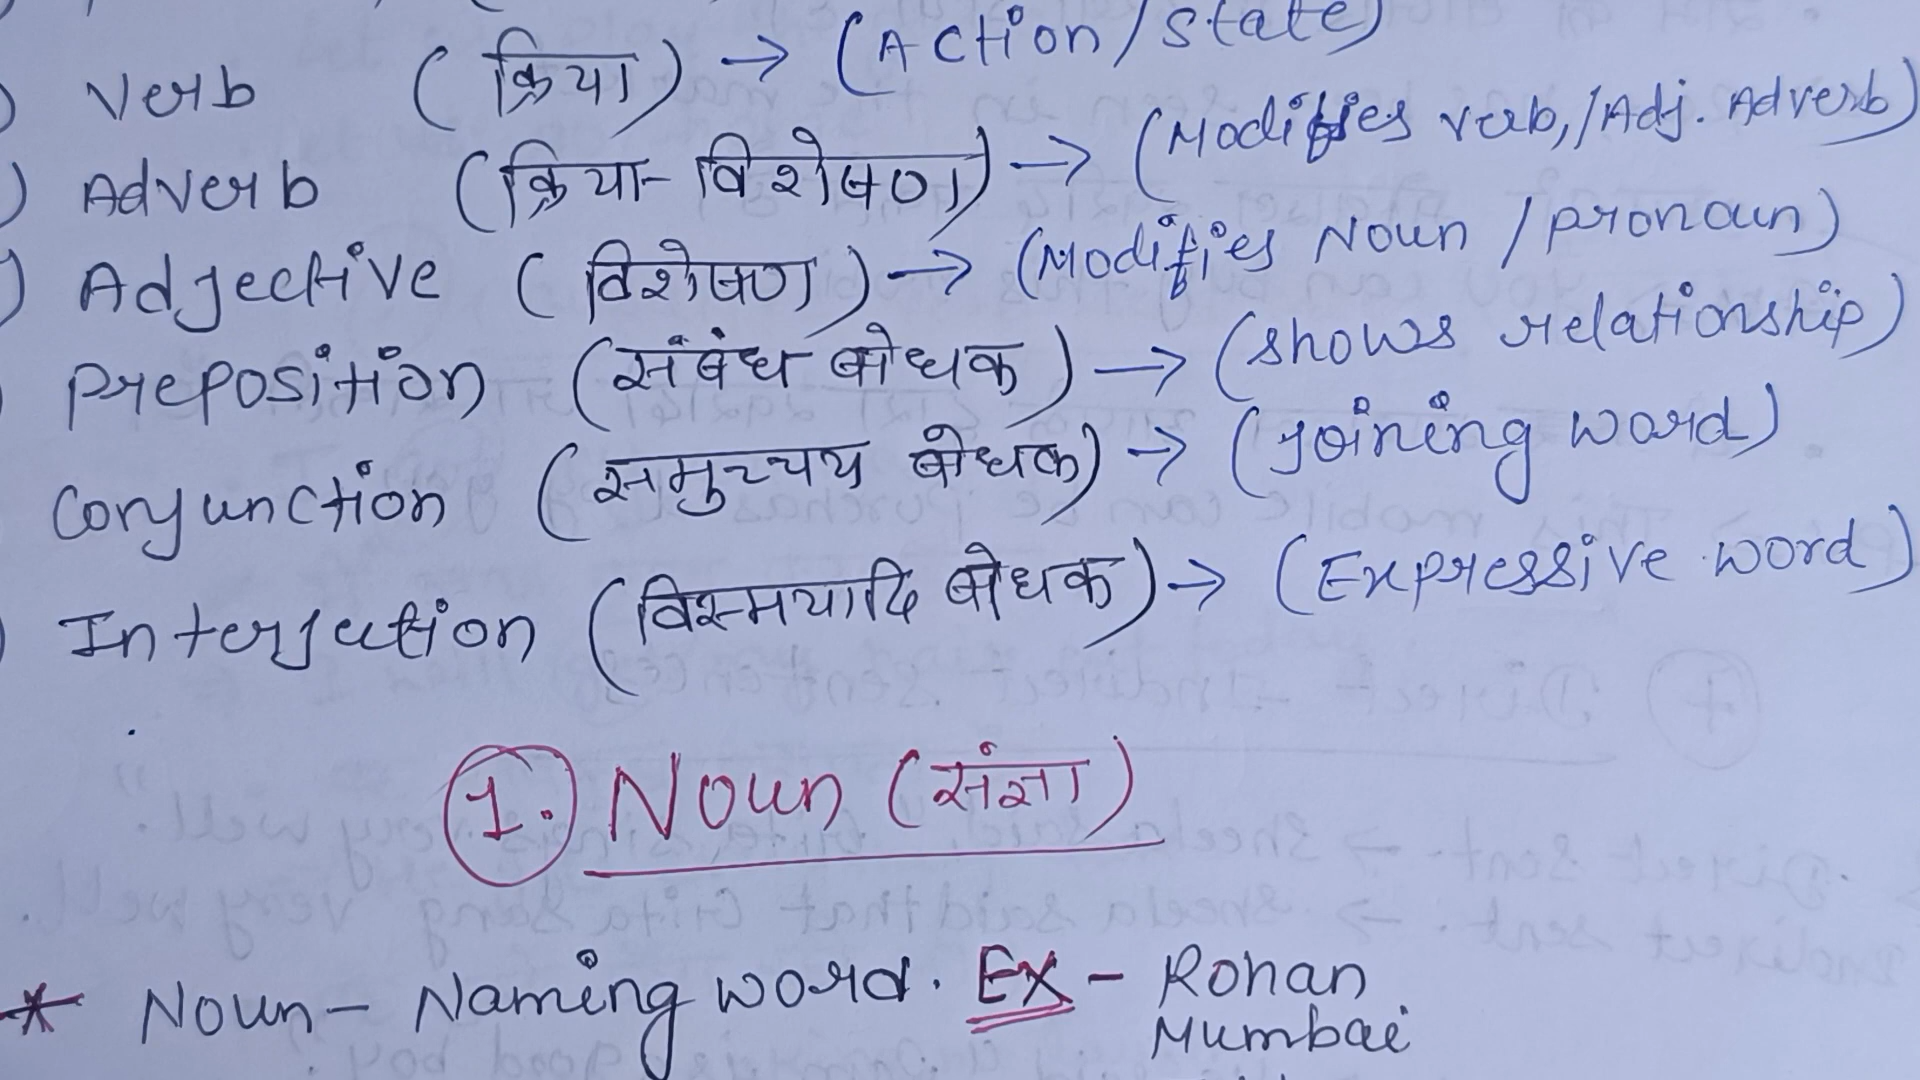 Verb (क्रिया) → (Action/State)
Adverb (क्रिया-विशेषण) → (Modifies verb,/Adj. Adverb)
Adjective (विशेषण) → (Modifies Noun / pronoun)
Preposition (संबंध बोधक) → (shows relationship)
Conjunction (समुच्चय बोधक) → (Joining word)
Interjection (विस्मयादि बोधक) → (Expressive word)
1. Noun (संज्ञा)
* Noun - Naming word. Ex - Rohan
Mumbai